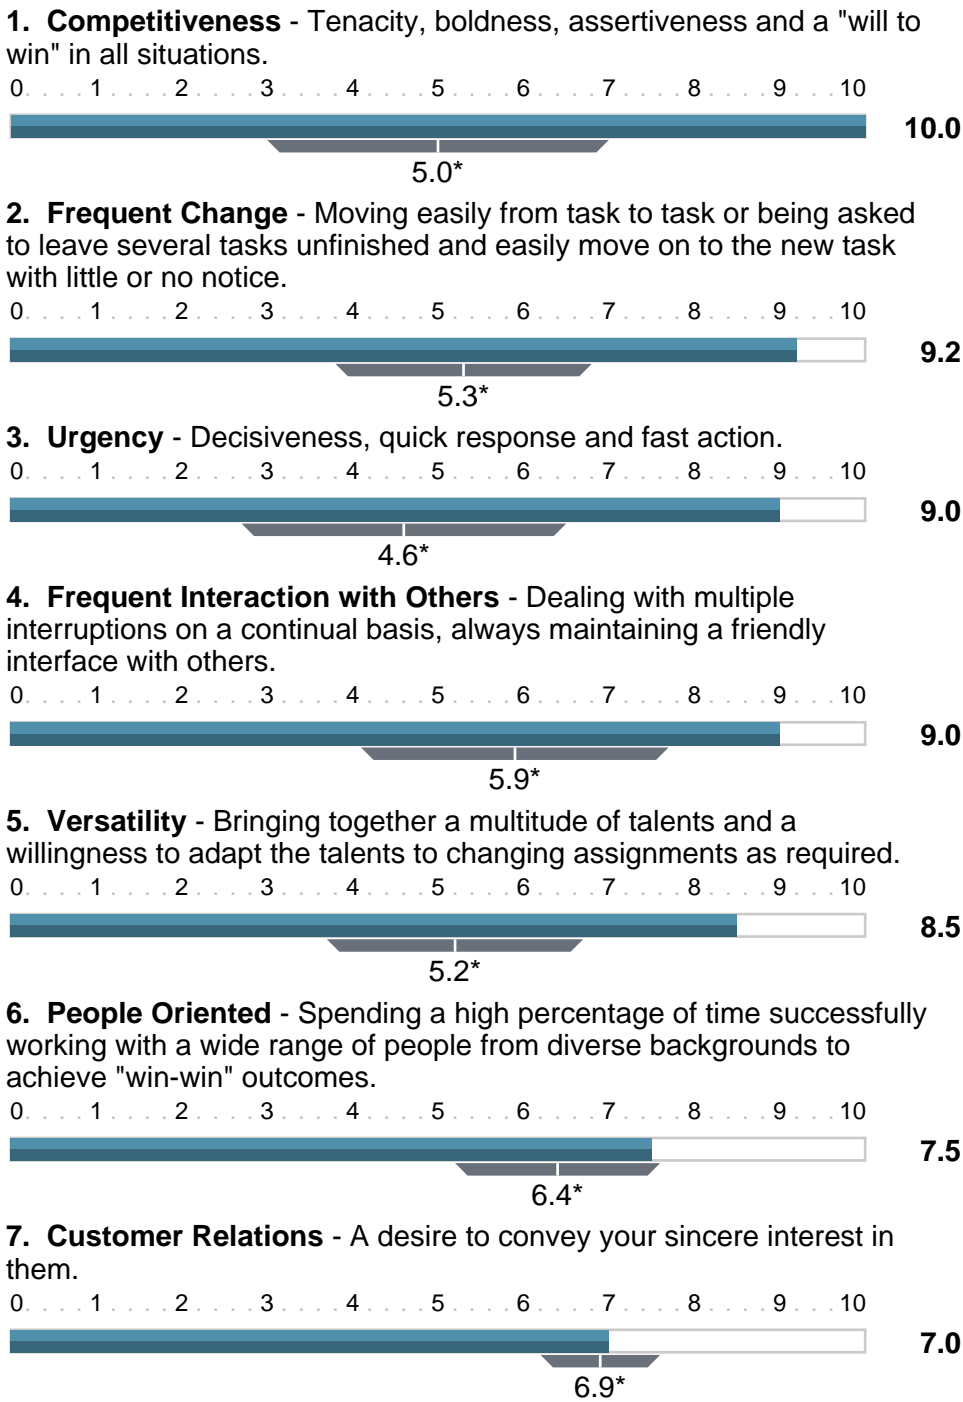 1. Competitiveness - Tenacity, boldness, assertiveness and a "will to
win" in all situations.
0. . . . 1 . . . . 2 . . . . 3 . . . . 4 . . . . 5 . . . . 6 . . . . 7 . . . . 8 . . . . 9 . . . 10
10.0
5.0*
2. Frequent Change - Moving easily from task to task or being asked
to leave several tasks unfinished and easily move on to the new task
with little or no notice.
0. . . . 1 . . . . 2 . . . . 3 . . . . 4 . . . . 5 . . . . 6 . . . . 7 . . . . 8 . . . . 9 . . . 10
9.2
5.3*
3. Urgency - Decisiveness, quick response and fast action.
0. . . . 1 . . . . 2 . . . . 3 . . . . 4 . . . . 5 . . . . 6 . . . . 7 . . . . 8 . . . . 9 . . . 10
9.0
4.6*
4. Frequent Interaction with Others - Dealing with multiple
interruptions on a continual basis, always maintaining a friendly
interface with others.
0. . . . 1 . . . . 2 . . . . 3 . . . . 4 . . . . 5 . . . . 6 . . . . 7 . . . . 8 . . . . 9 . . . 10
9.0
5.9*
5. Versatility - Bringing together a multitude of talents and a
willingness to adapt the talents to changing assignments as required.
0. . . . 1 . . . . 2 . . . . 3 . . . . 4 . . . . 5 . . . . 6 . . . . 7 . . . . 8 . . . . 9 . . . 10
8.5
5.2*
6. People Oriented - Spending a high percentage of time successfully
working with a wide range of people from diverse backgrounds to
achieve "win-win" outcomes.
0. . . . 1 . . . . 2 . . . . 3 . . . . 4 . . . . 5 . . . . 6 . . . . 7 . . . . 8 . . . . 9 . . . 10
7.5
6.4*
7. Customer Relations - A desire to convey your sincere interest in
them.
0. . . . 1 . . . . 2 . . . . 3 . . . . 4 . . . . 5 . . . . 6 . . . . 7 . . . . 8 . . . . 9 . . . 10
7.0
6.9*